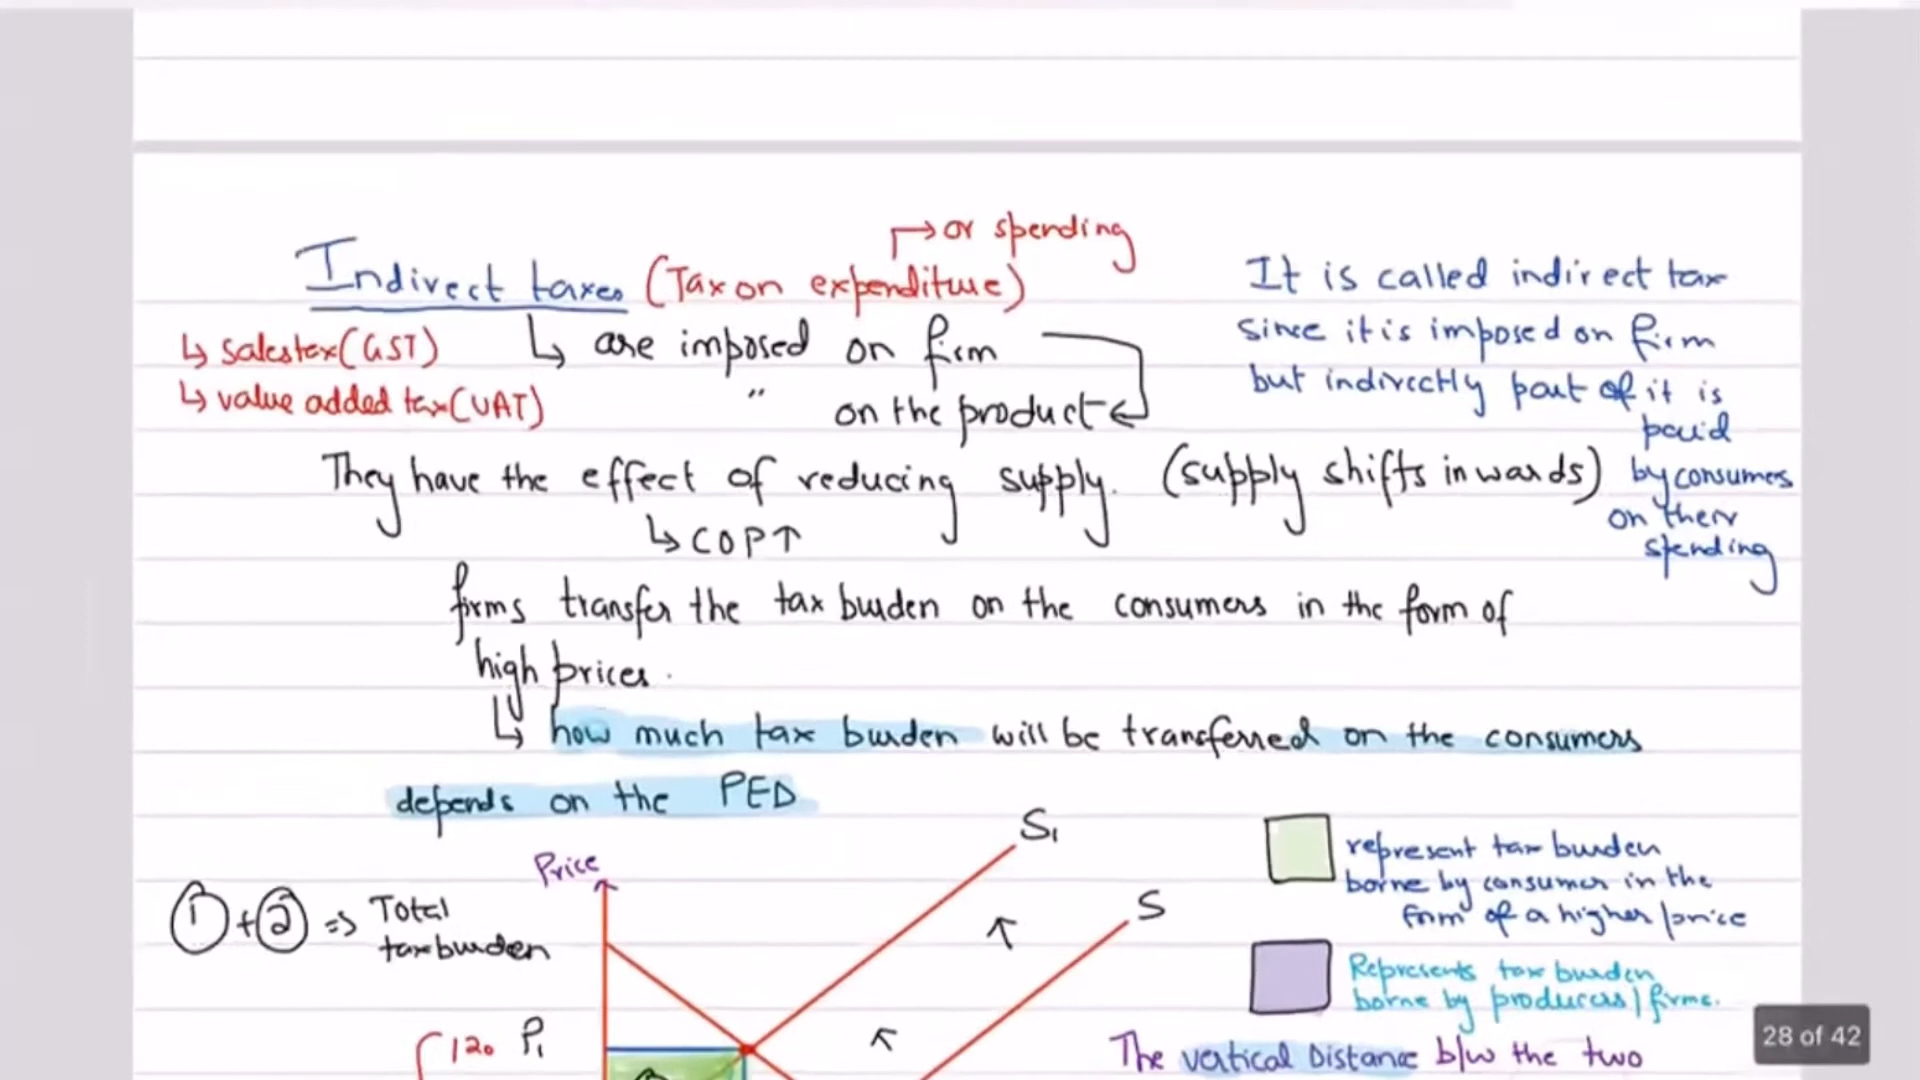 → or spending
Indirect taxes (Tax on expenditure)
↳ Sales tax (GST)
↳ value added tax (VAT)
↳ are imposed on firm
" on the product ←
It is called indirect tax
since it is imposed on firm
but indirectly part of it is
paid
by consumes
on there
spending
They have the effect of reducing supply. (supply shifts inwards)
↳ COP↑
firms transfer the tax burden on the consumers in the form of
high prices.
↳ how much tax burden will be transferred on the consumers
depends on the PED
① + ② => Total
tax burden
Price
S₁
S
120 P₁
represent tax burden
borne by consumer in the
form of a higher price
Represents tax burden
borne by producers/firms.
The vertical Distance b/w the two
28 of 42